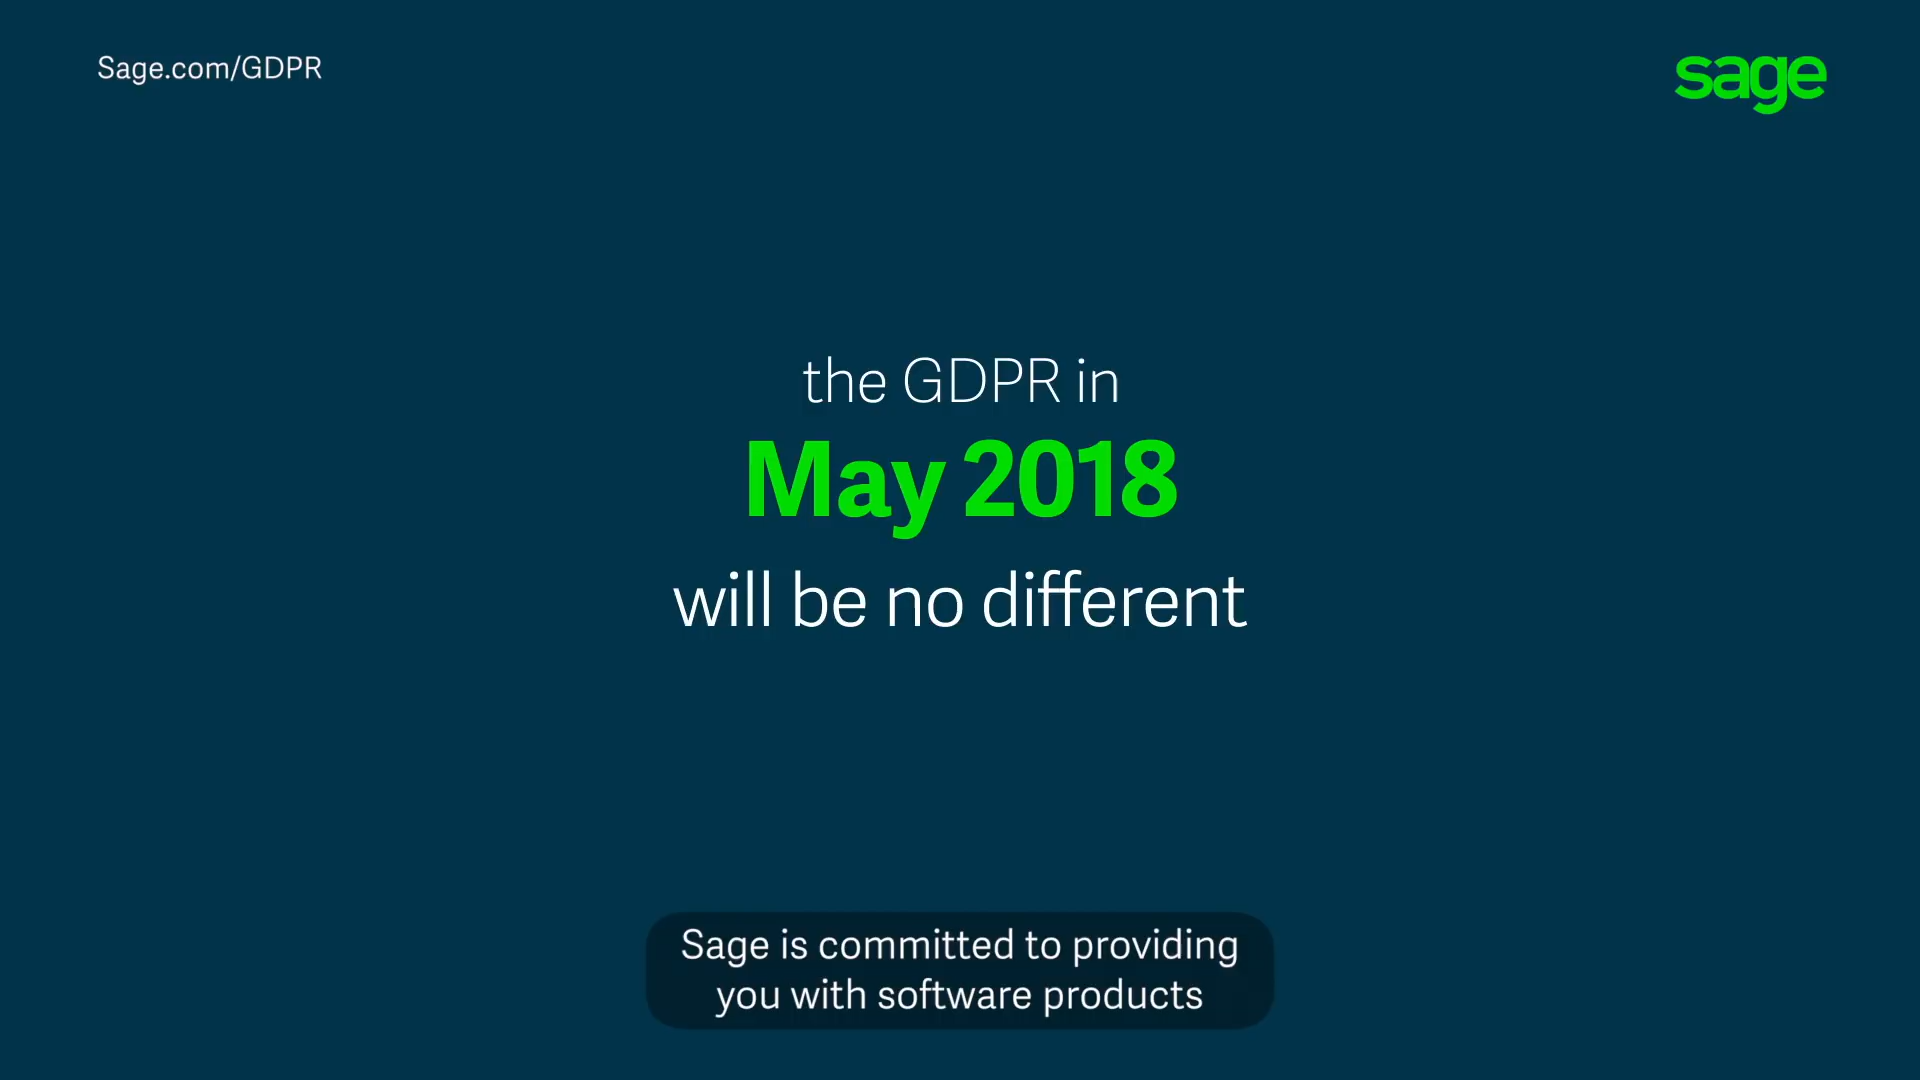 Sage.com/GDPR
sage
the GDPR in
May 2018
will be no different
Sage is committed to providing
you with software products